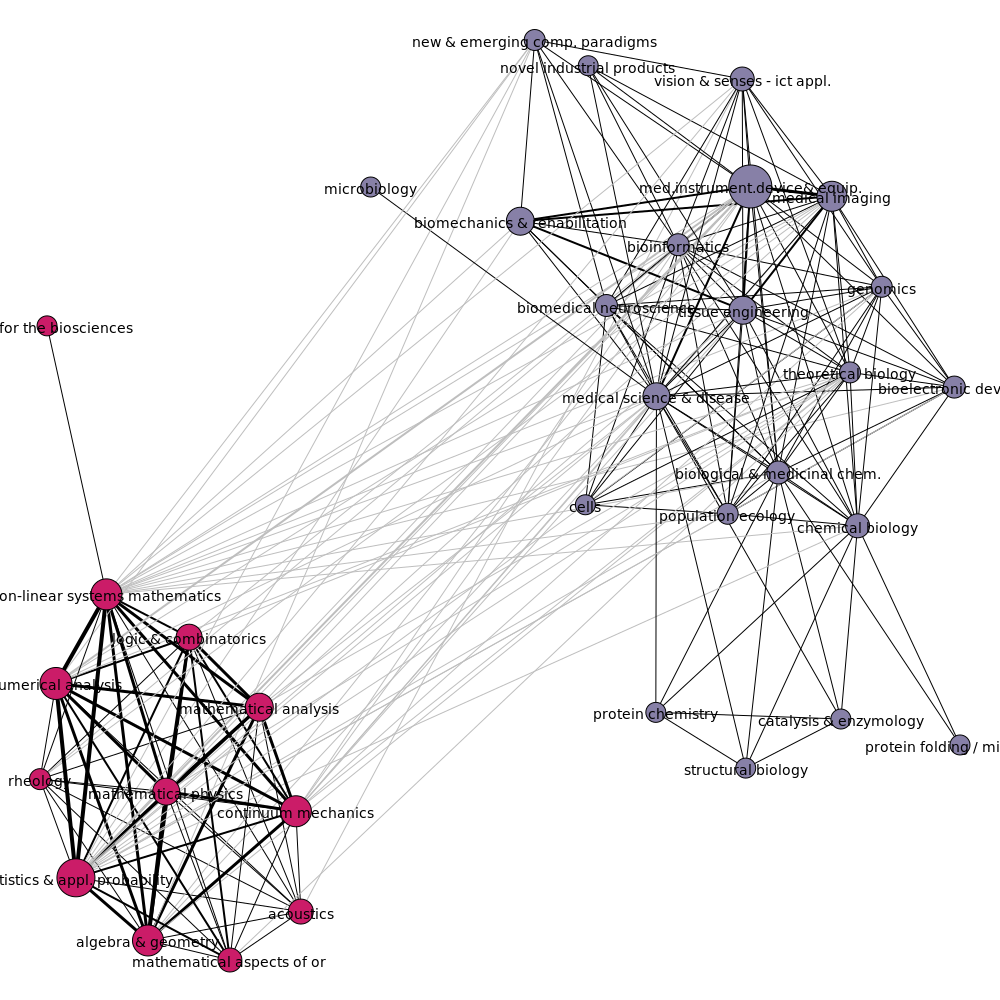 new & emerging comp. paradigms
novel industrial products
vision & senses - ict appl.
microbiology
med.instrument.device& equip.
medical imaging
biomechanics & rehabilitation
bioinformatics
genomics
biomedical neuroscience
tissue engineering
for the biosciences
theoretical biology
bioelectronic dev
medical science & disease
biological & medicinal chem.
cells
population ecology
chemical biology
on-linear systems mathematics
logic & combinatorics
umerical analysis
mathematical analysis
protein chemistry
catalysis & enzymology
protein folding / mi
structural biology
rheology
mathematical physics
continuum mechanics
tistics & appl. probability
acoustics
algebra & geometry
mathematical aspects of or